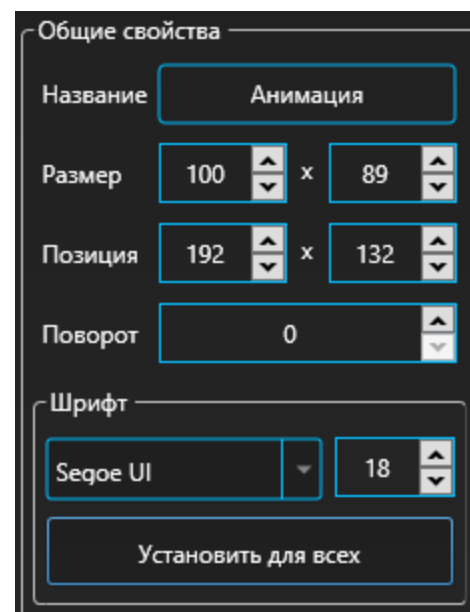 Общие свойства
Название Анимация
Размер 100 x 89
Позиция 192 x 132
Поворот 0
Шрифт
Segoe UI 18
Установить для всех